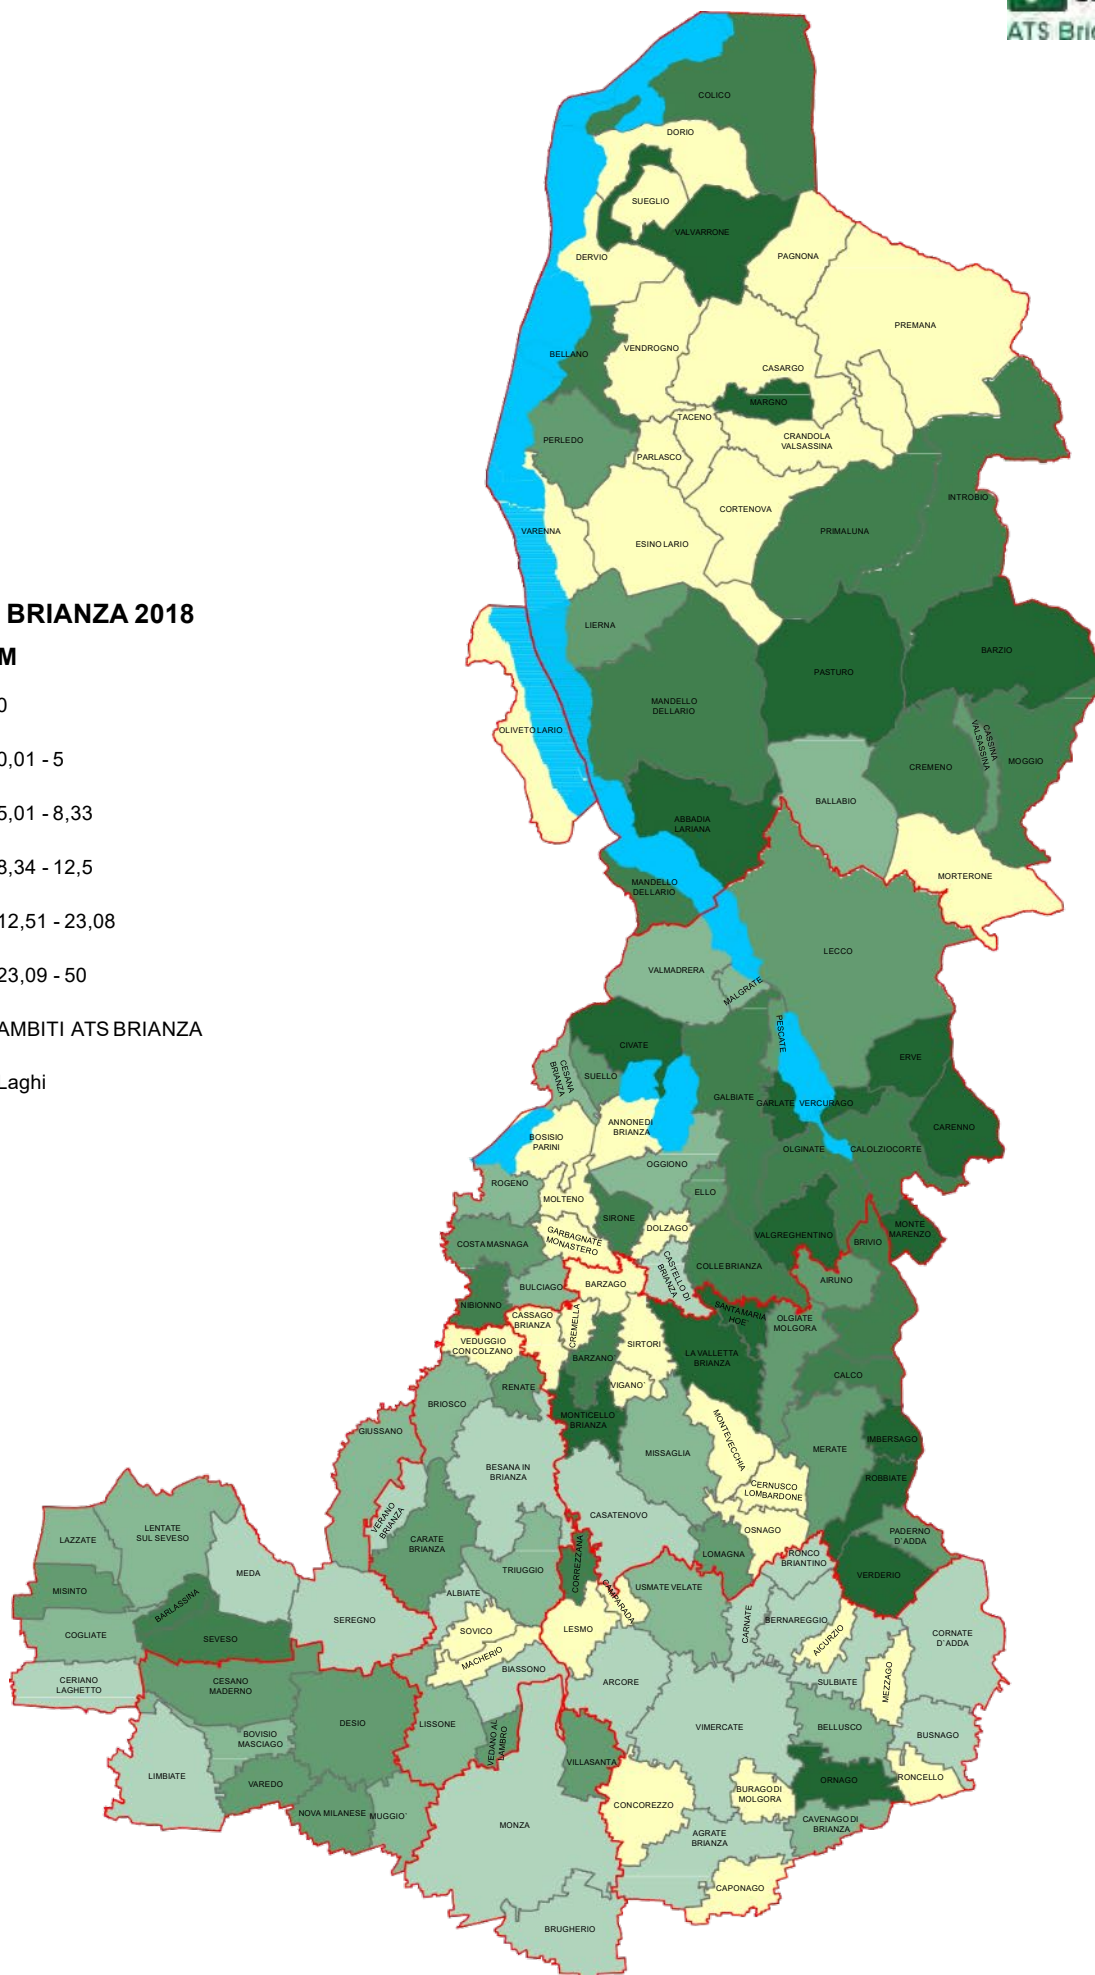 ATS Bri
BRIANZA 2018
M
0
0,01 - 5
5,01 - 8,33
8,34 - 12,5
12,51 - 23,08
23,09 - 50
AMBITI ATS BRIANZA
Laghi
COLICO
DORIO
SUEGLIO
VALVARRONE
DERVIO
PAGNONA
PREMANA
VENDROGNO
BELLANO
CASARGO
MARGNO
TACENO
PERLEDO
PARLASCO
CRANDOLA
VALSASSINA
CORTENOVA
INTROBIO
VARENNA
ESINO LARIO
PRIMALUNA
LIERNA
BARZIO
PASTURO
MANDELLO
DELLARIO
OLIVETO LARIO
CASSINA
VALSASSINA
CREMENO
MOGGIO
BALLABIO
ABBADIA
LARIANA
MORTERONE
MANDELLO
DELLARIO
LECCO
VALMADRERA
MALGRATE
PESCATE
CIVATE
ERVE
CESANA
BRIANZA
SUELLO
GALBIATE
GARLATE
VERCURAGO
CARENNO
ANNONE DI
BRIANZA
BOSISIO
PARINI
OLGINATE
CALOLZIOCORTE
OGGIONO
ROGENO
ELLO
MOLTENO
SIRONE
DOLZAGO
VALGREGHENTINO
MONTE
MARENZO
GARBAGNATE
MONASTERO
COSTA MASNAGA
BRIVIO
COLLE BRIANZA
CASTELLO DI
BRIANZA
AIRUNO
BULCIAGO
BARZAGO
NIBIONNO
SANTA MARIA
HOE`
CASSAGO
BRIANZA
CREMELLA
OLGIATE
MOLGORA
VEDUGGIO
CON COLZANO
SIRTORI
LA VALLETTA
BRIANZA
BARZANO`
CALCO
RENATE
VIGANO`
BRIOSCO
MONTICELLO
BRIANZA
MONTEVECCHIA
GIUSSANO
IMBERSAGO
MISSAGLIA
MERATE
BESANA IN
BRIANZA
ROBBIATE
CERNUSCO
LOMBARDONE
VERANO
BRIANZA
CASATENOVO
LENTATE
SUL SEVESO
OSNAGO
LAZZATE
CARATE
BRIANZA
PADERNO
D`ADDA
LOMAGNA
RONCO
BRIANTINO
MEDA
CORREZZANA
TRIUGGIO
VERDERIO
MISINTO
USMATE VELATE
BARLASSINA
ALBIATE
CAMPARADA
SEREGNO
BERNAREGGIO
LESMO
CARNATE
COGLIATE
SEVESO
SOVICO
AICURZIO
CORNATE
D`ADDA
MACHERIO
BIASSONO
CERIANO
LAGHETTO
CESANO
MADERNO
ARCORE
SULBIATE
MEZZAGO
DESIO
LISSONE
VIMERCATE
BELLUSCO
BOVISIO
MASCIAGO
VEDANO AL
LAMBRO
BUSNAGO
VILLASANTA
LIMBIATE
VAREDO
RONCELLO
ORNAGO
BURAGO DI
MOLGORA
CONCOREZZO
NOVA MILANESE
MUGGIO`
CAVENAGO DI
BRIANZA
MONZA
AGRATE
BRIANZA
CAPONAGO
BRUGHERIO